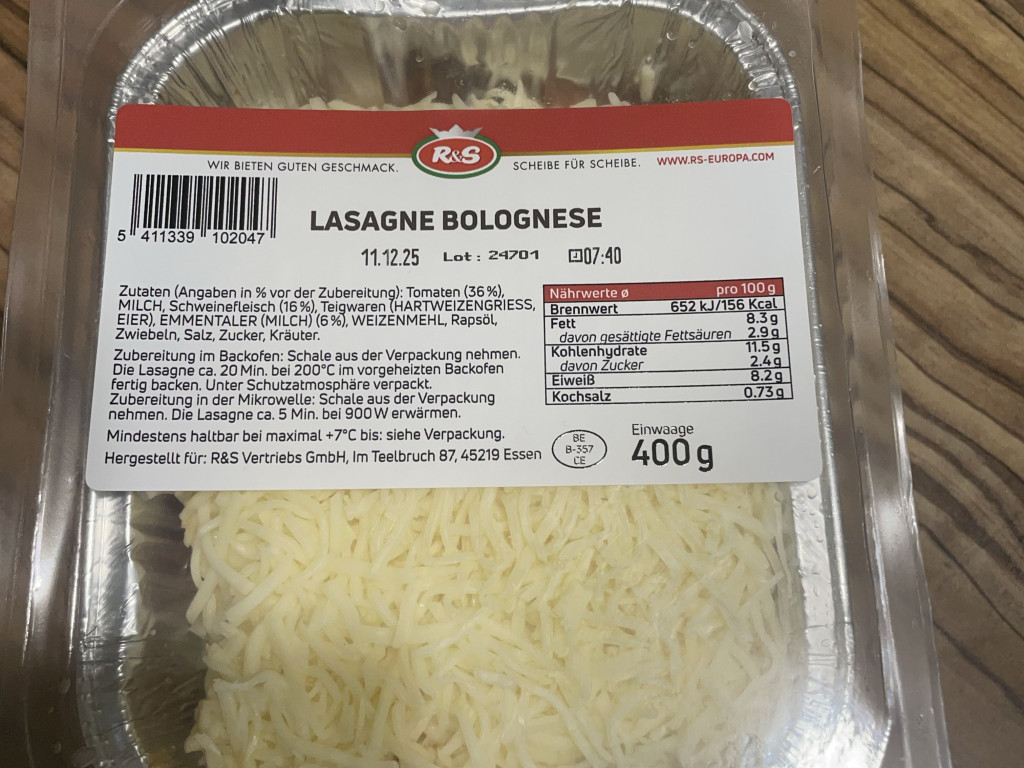 R&S
WIR BIETEN GUTEN GESCHMACK.
SCHEIBE FÜR SCHEIBE.
WWW.RS-EUROPA.COM
5 411339 102047
LASAGNE BOLOGNESE
11.12.25 Lot: 24701 07:40
Zutaten (Angaben in % vor der Zubereitung): Tomaten (36%),
MILCH, Schweinefleisch (16%), Teigwaren (HARTWEIZENGRIESS,
EIER), EMMENTALER (MILCH) (6%), WEIZENMEHL, Rapsöl,
Zwiebeln, Salz, Zucker, Kräuter.
Zubereitung im Backofen: Schale aus der Verpackung nehmen.
Die Lasagne ca. 20 Min. bei 200°C im vorgeheizten Backofen
fertig backen. Unter Schutzatmosphäre verpackt.
Zubereitung in der Mikrowelle: Schale aus der Verpackung
nehmen. Die Lasagne ca. 5 Min. bei 900W erwärmen.
Mindestens haltbar bei maximal +7°C bis: siehe Verpackung.
Hergestellt für: R&S Vertriebs GmbH, Im Teelbruch 87, 45219 Essen
Nährwerte ø pro 100 g
Brennwert 652 kJ/156 Kcal
Fett 8.3 g
davon gesättigte Fettsäuren 2.9 g
Kohlenhydrate 11.5 g
davon Zucker 2.4 g
Eiweiß 8.2 g
Kochsalz 0.73 g
BE
B-357
CE
Einwaage
400 g